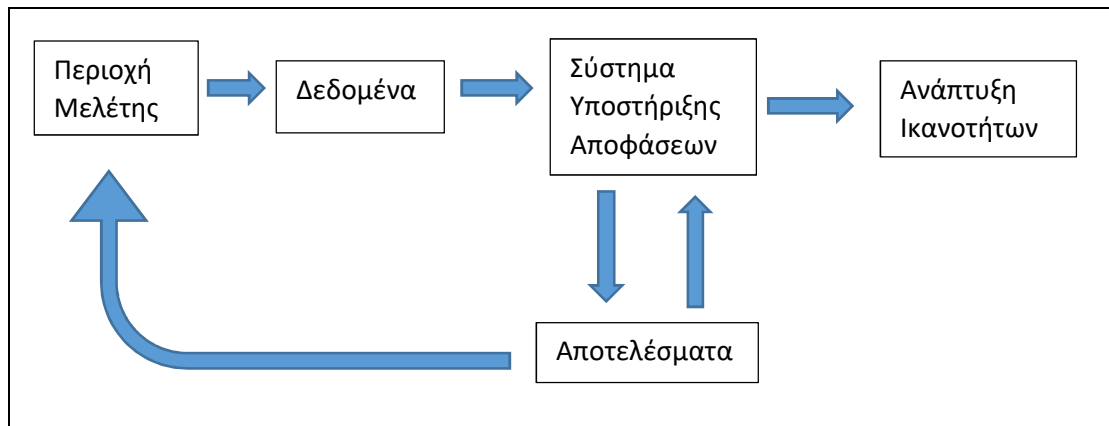 Περιοχή
Μελέτης
Δεδομένα
Σύστημα
Υποστήριξης
Αποφάσεων
Ανάπτυξη
Ικανοτήτων
Αποτελέσματα